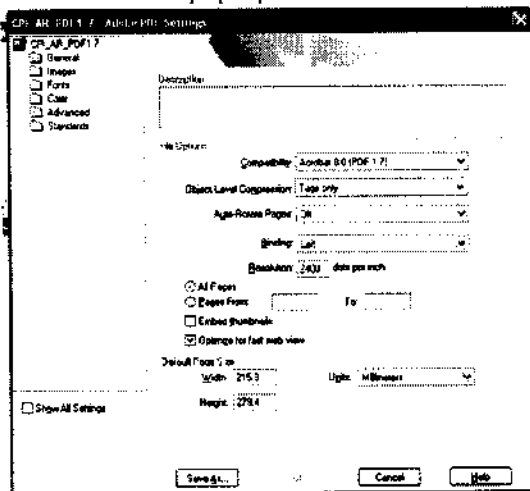 CPI_AR_PDF1.7 Adobe PDF Settings
CPI_AR_PDF1.7
General
Images
Fonts
Color
Advanced
Standards
Description
File Options
Compatibility: Acrobat 8.0 (PDF 1.7)
Object Level Compression: Tags only
Auto-Rotate Pages: Off
Binding: Left
Resolution: 2400 dots per inch
All Pages
Pages From: To:
Embed thumbnails
Optimize for fast web view
Default Page Size
Width: 215.9 Units: Millimeters
Height: 279.4
Show All Settings
Save As... Cancel Help